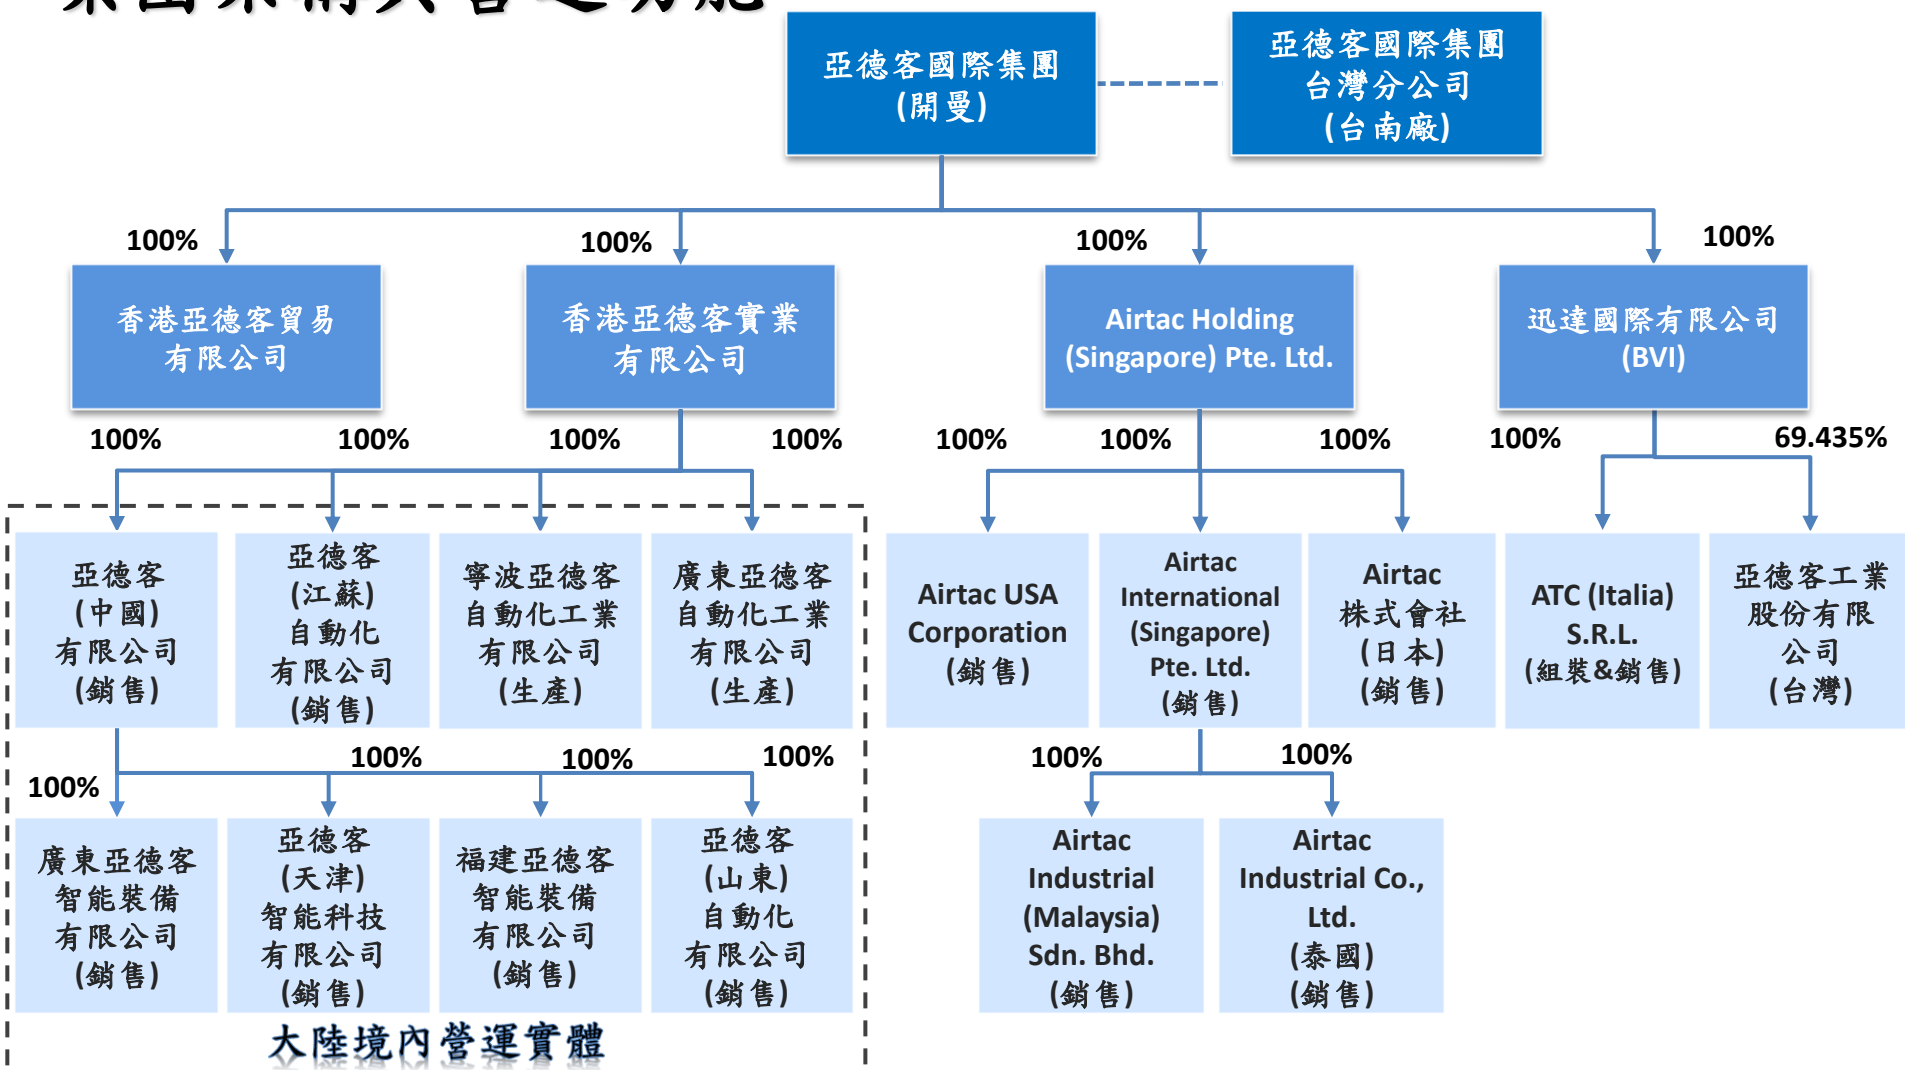 集團架構與各之功能
亞德客國際集團
(開曼)
亞德客國際集團
台灣分公司
(台南廠)
100%
100%
100%
100%
香港亞德客貿易
有限公司
香港亞德客實業
有限公司
Airtac Holding
(Singapore) Pte. Ltd.
迅達國際有限公司
(BVI)
100%
100%
100%
100%
100%
100%
100%
100%
69.435%
亞德客
(中國)
有限公司
(銷售)
亞德客
(江蘇)
自動化
有限公司
(銷售)
寧波亞德客
自動化工業
有限公司
(生產)
廣東亞德客
自動化工業
有限公司
(生產)
Airtac USA
Corporation
(銷售)
Airtac
International
(Singapore)
Pte. Ltd.
(銷售)
Airtac
株式會社
(日本)
(銷售)
ATC (Italia)
S.R.L.
(組裝&銷售)
亞德客工業
股份有限
公司
(台灣)
100%
100%
100%
100%
100%
100%
廣東亞德客
智能裝備
有限公司
(銷售)
亞德客
(天津)
智能科技
有限公司
(銷售)
福建亞德客
智能裝備
有限公司
(銷售)
亞德客
(山東)
自動化
有限公司
(銷售)
Airtac
Industrial
(Malaysia)
Sdn. Bhd.
(銷售)
Airtac
Industrial Co.,
Ltd.
(泰國)
(銷售)
大陸境內營運實體